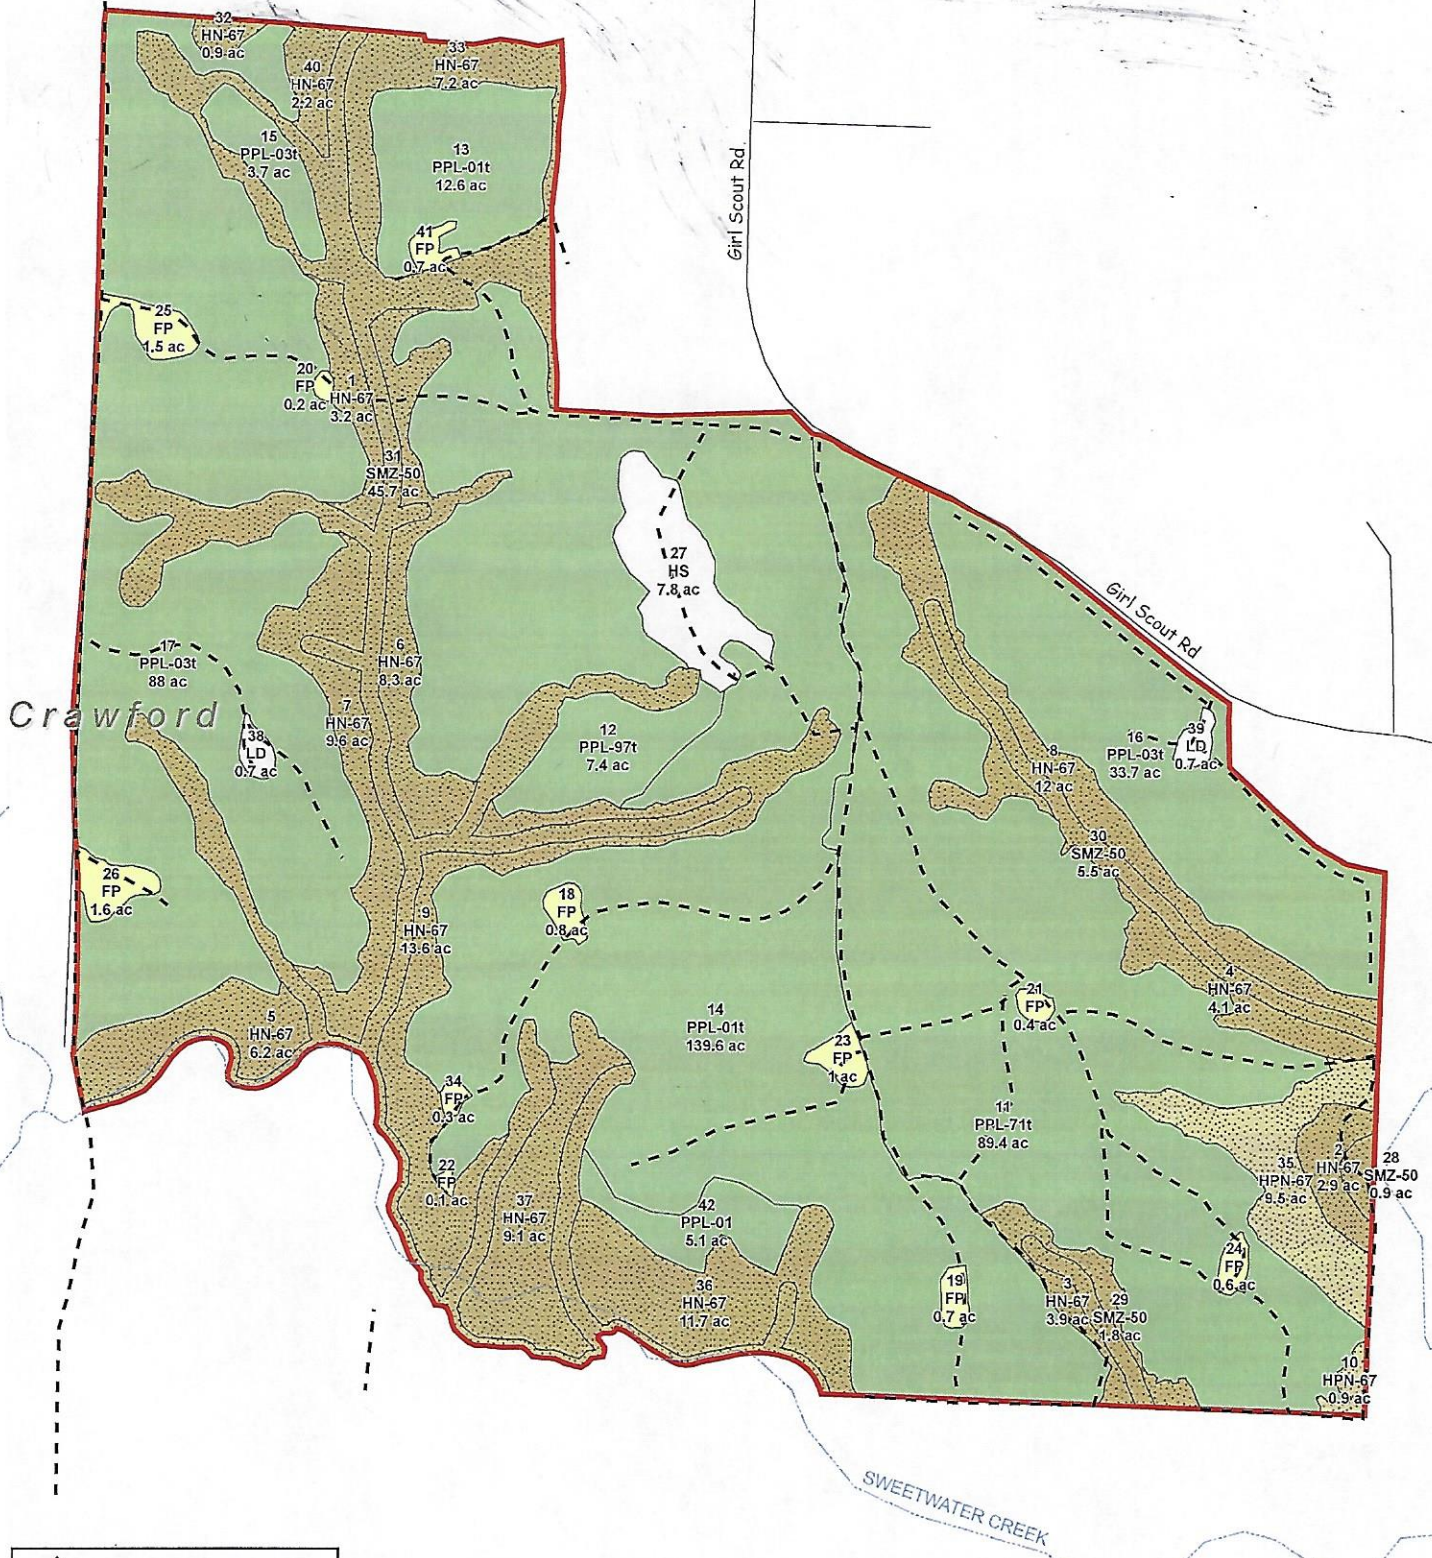 32
HN-67
0.9 ac
40
HN-67
2.2 ac
33
HN-67
7.2 ac
15
PPL-03t
3.7 ac
13
PPL-01t
12.6 ac
Girl Scout Rd.
41
FP
0.7 ac
25
FP
1.5 ac
20
FP
0.2 ac
1
HN-67
3.2 ac
31
SMZ-50
45.7 ac
27
HS
7.8 ac
Girl Scout Rd
17
PPL-03t
88 ac
6
HN-67
8.3 ac
Crawford
7
HN-67
9.6 ac
38
LD
0.7 ac
12
PPL-97t
7.4 ac
8
HN-67
12 ac
16
PPL-03t
33.7 ac
39
LD
0.7 ac
30
SMZ-50
5.5 ac
26
FP
1.6 ac
18
FP
0.8 ac
9
HN-67
13.6 ac
4
HN-67
4.1 ac
5
HN-67
6.2 ac
14
PPL-01t
139.6 ac
21
FP
0.4 ac
23
FP
1 ac
34
FP
0.3 ac
11
PPL-71t
89.4 ac
22
FP
0.1 ac
35
HPN-67
9.5 ac
2
HN-67
2.9 ac
28
SMZ-50
0.9 ac
37
HN-67
9.1 ac
42
PPL-01
5.1 ac
24
FP
0.6 ac
36
HN-67
11.7 ac
19
FP
0.7 ac
3
HN-67
3.9 ac
29
SMZ-50
1.8 ac
10
HPN-67
0.9 ac
SWEETWATER CREEK